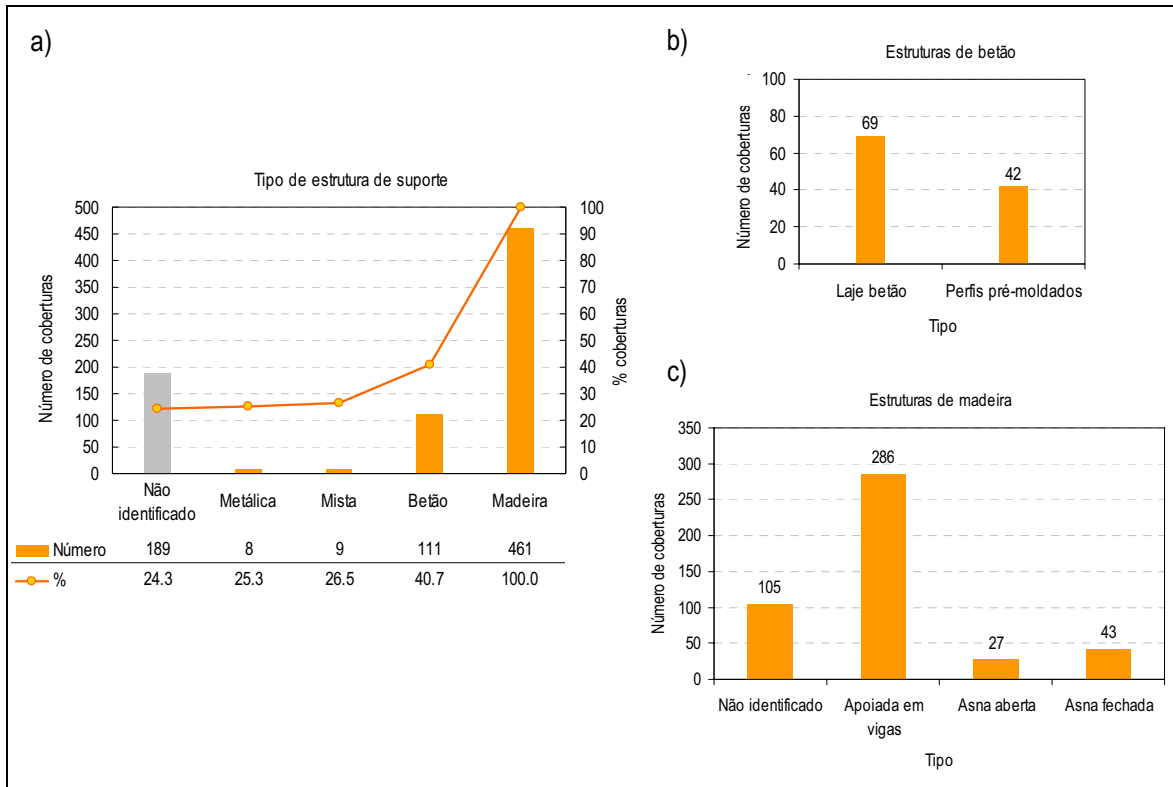 a)
Tipo de estrutura de suporte
Número de coberturas
500
450
400
350
300
250
200
150
100
50
0
100
90
80
70
60
50
40
30
20
10
0
% coberturas
Não identificado
Metálica
Mista
Betão
Madeira
Número 189 8 9 111 461
% 24.3 25.3 26.5 40.7 100.0
b)
Estruturas de betão
Número de coberturas
100
80
60
40
20
0
69
42
Laje betão
Perfis pré-moldados
Tipo
c)
Estruturas de madeira
Número de coberturas
350
300
250
200
150
100
50
0
105
286
27
43
Não identificado
Apoiada em vigas
Asna aberta
Asna fechada
Tipo